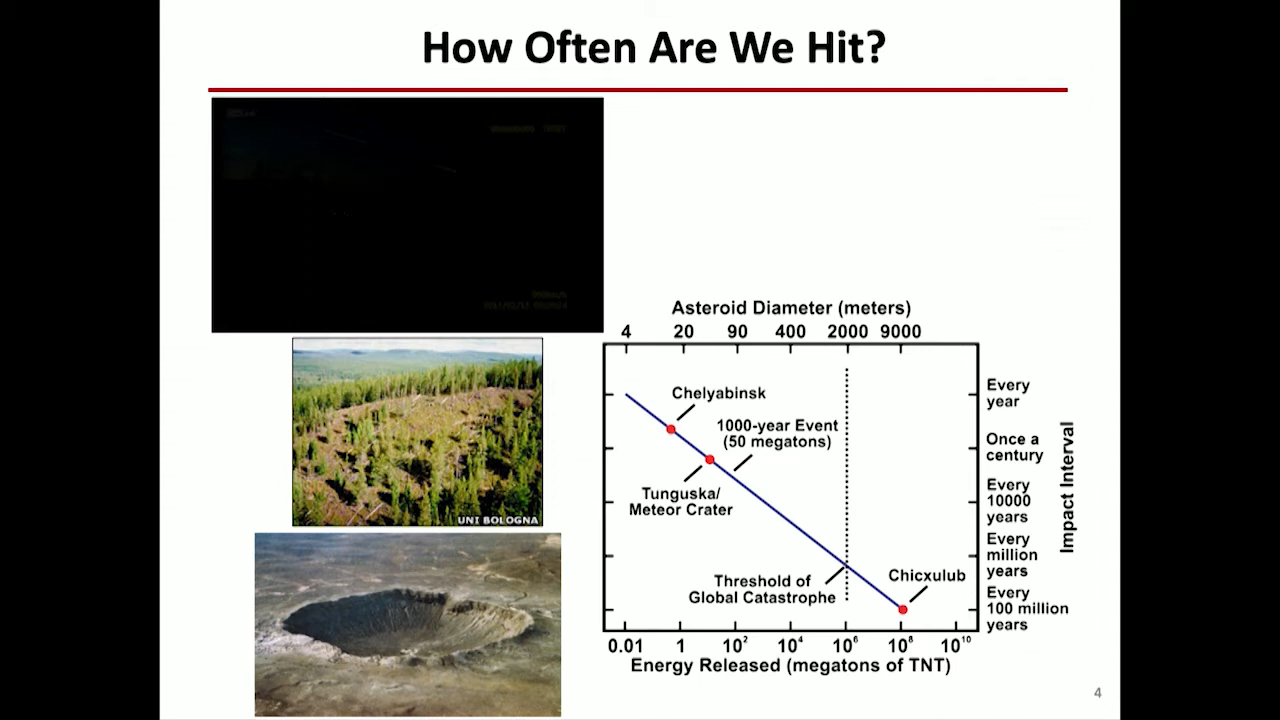 How Often Are We Hit?
UNI BOLOGNA
Asteroid Diameter (meters)
4 20 90 400 2000 9000
Chelyabinsk
1000-year Event
(50 megatons)
Tunguska/
Meteor Crater
Threshold of
Global Catastrophe
Chicxulub
Every
year
Once a
century
Every
10000
years
Every
million
years
Every
100 million
years
Impact Interval
0.01 1 10² 10⁴ 10⁶ 10⁸ 10¹⁰
Energy Released (megatons of TNT)
4